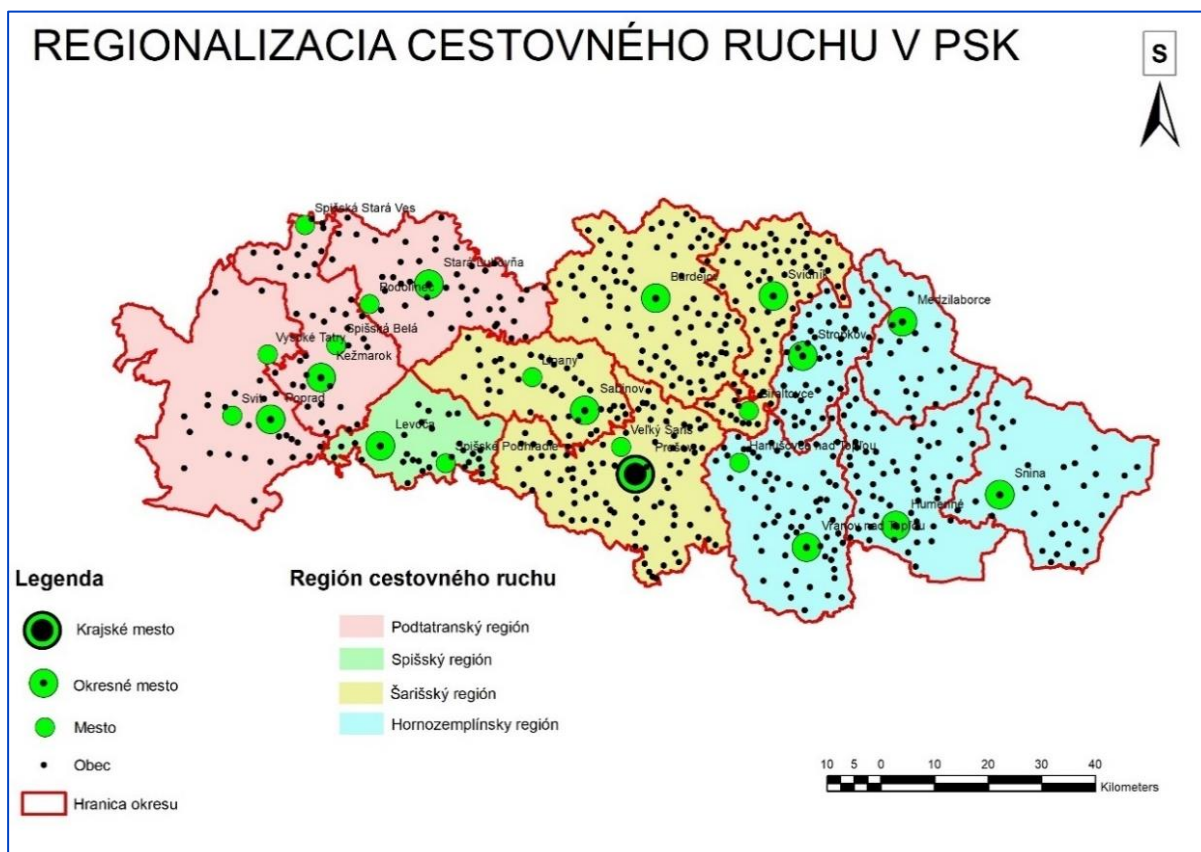 REGIONALIZACIA CESTOVNÉHO RUCHU V PSK
S
Spišská Stará Ves
Stará Ľubovňa
Podolínec
Bardejov
Svidník
Medzilaborce
Vysoké Tatry
Spišská Belá
Kežmarok
Stropkov
Lipany
Sabinov
Giraltovce
Svit
Poprad
Levoča
Spišské Podhradie
Veľký Šariš
Prešov
Hanušovce nad Topľou
Snina
Humenné
Vranov nad Topľou
Legenda
Krajské mesto
Okresné mesto
Mesto
Obec
Hranica okresu
Región cestovného ruchu
Podtatranský región
Spišský región
Šarišský región
Hornozemplínsky región
10 5 0 10 20 30 40
Kilometers